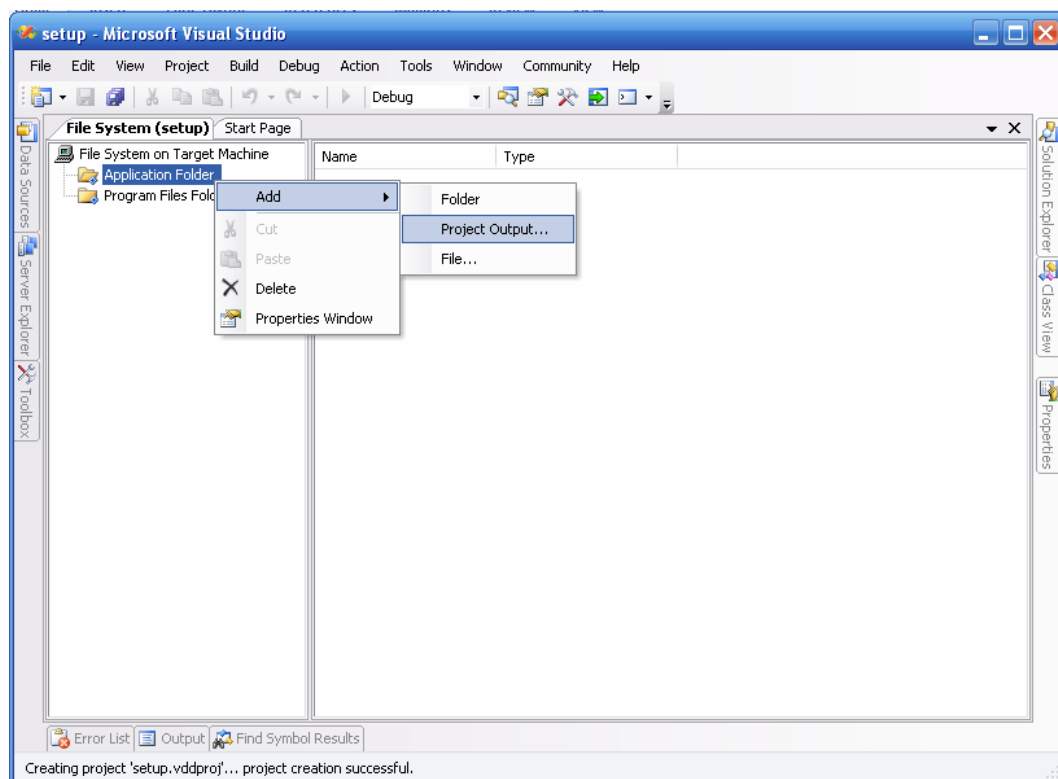 setup - Microsoft Visual Studio
File Edit View Project Build Debug Action Tools Window Community Help
Debug
File System (setup) Start Page
File System on Target Machine
Application Folder
Program Files Fold
Name Type
Add
Cut
Paste
Delete
Properties Window
Folder
Project Output...
File...
Data Sources
Server Explorer
Toolbox
Solution Explorer
Class View
Properties
Error List Output Find Symbol Results
Creating project 'setup.vddproj'... project creation successful.